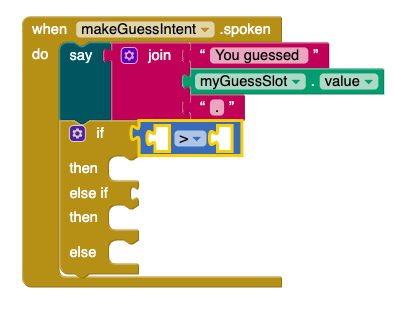 when makeGuessIntent .spoken
do say join “ You guessed ”
myGuessSlot . value
“ . ”
if >
then
else if
then
else